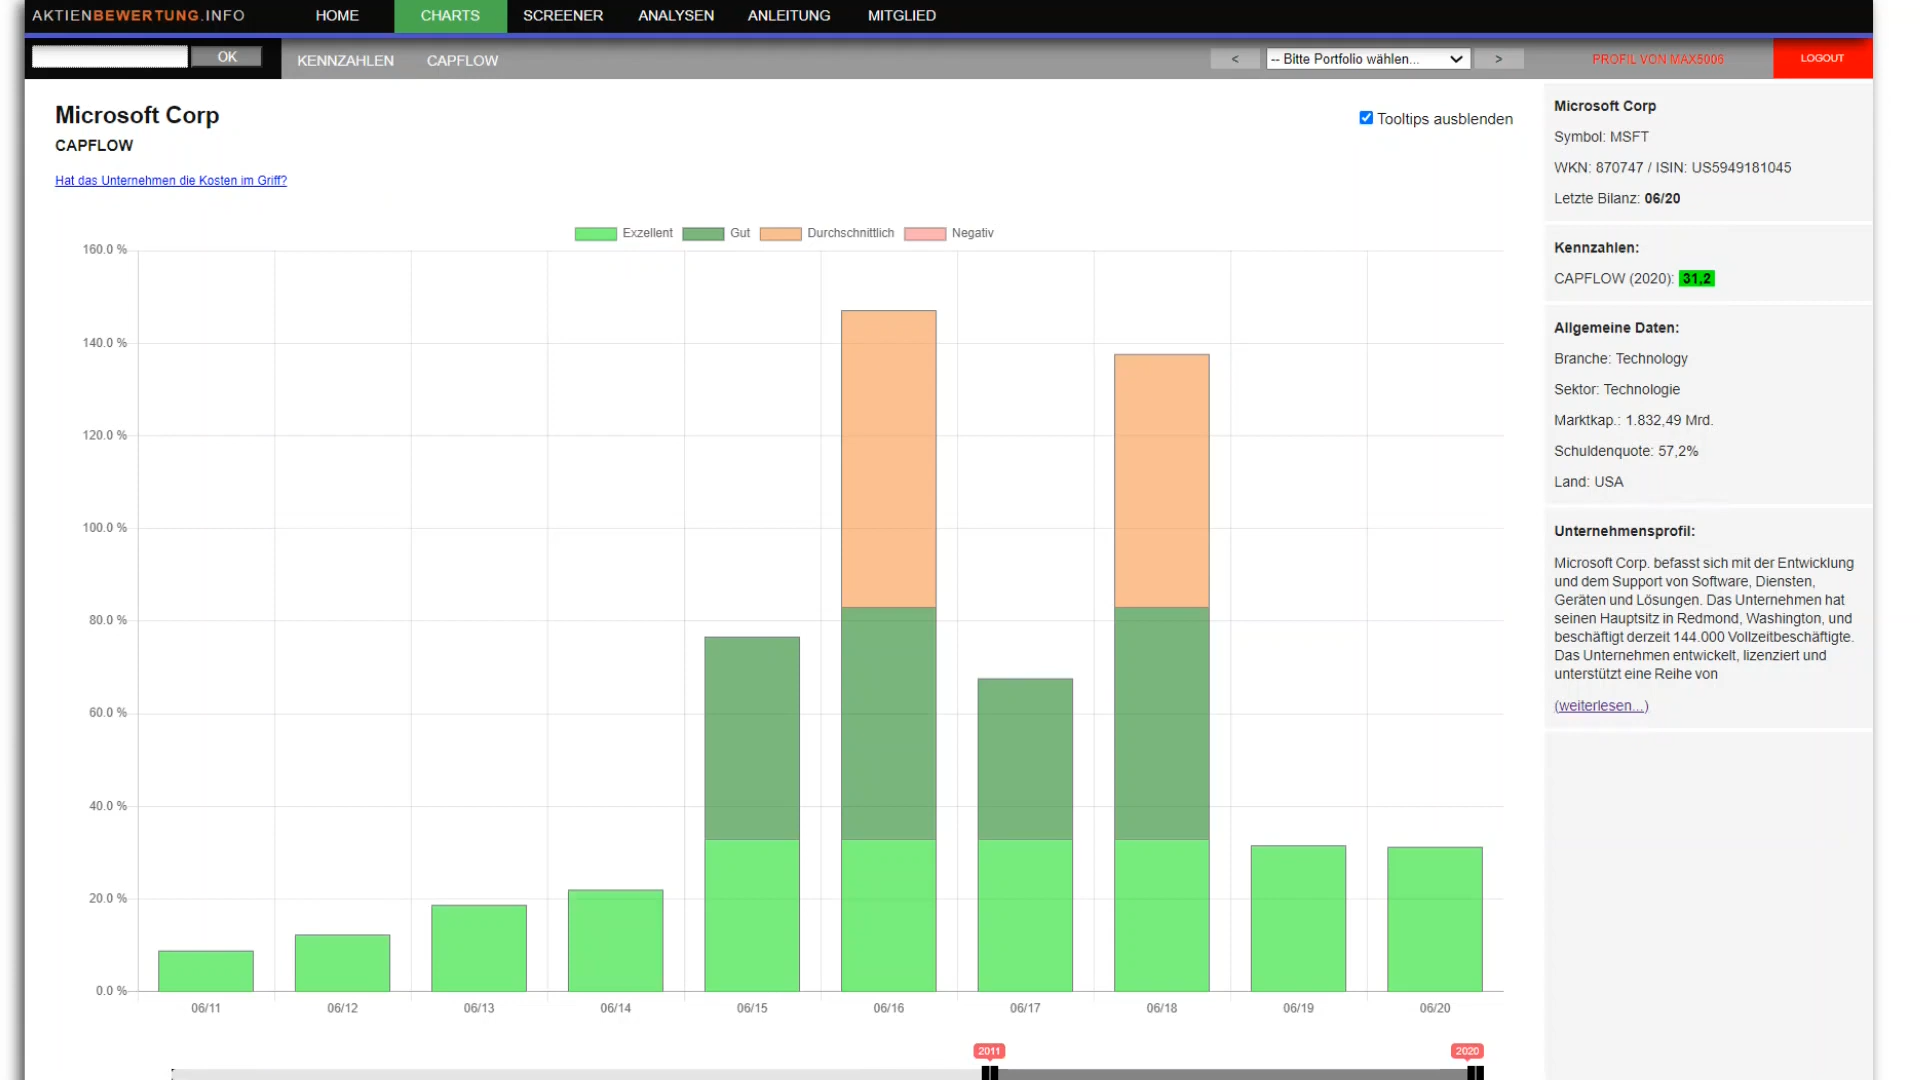 AKTIENBEWERTUNG.INFO HOME CHARTS SCREENER ANALYSEN ANLEITUNG MITGLIED
OK KENNZAHLEN CAPFLOW < -- Bitte Portfolio wählen... > PROFIL VON MAX5006 LOGOUT
Microsoft Corp
CAPFLOW
Tooltips ausblenden
Hat das Unternehmen die Kosten im Griff?
Exzellent Gut Durchschnittlich Negativ
160.0 %
140.0 %
120.0 %
100.0 %
80.0 %
60.0 %
40.0 %
20.0 %
0.0 %
06/11 06/12 06/13 06/14 06/15 06/16 06/17 06/18 06/19 06/20
2011 2020
Microsoft Corp
Symbol: MSFT
WKN: 870747 / ISIN: US5949181045
Letzte Bilanz: 06/20
Kennzahlen:
CAPFLOW (2020): 31,2
Allgemeine Daten:
Branche: Technology
Sektor: Technologie
Marktkap.: 1.832,49 Mrd.
Schuldenquote: 57,2%
Land: USA
Unternehmensprofil:
Microsoft Corp. befasst sich mit der Entwicklung
und dem Support von Software, Diensten,
Geräten und Lösungen. Das Unternehmen hat
seinen Hauptsitz in Redmond, Washington, und
beschäftigt derzeit 144.000 Vollzeitbeschäftigte.
Das Unternehmen entwickelt, lizenziert und
unterstützt eine Reihe von
(weiterlesen...)